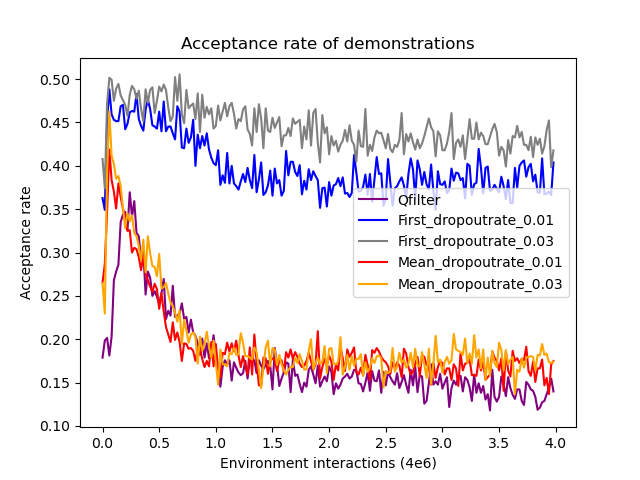 Acceptance rate of demonstrations
Acceptance rate
0.50
0.45
0.40
0.35
0.30
0.25
0.20
0.15
0.10
Qfilter
First_dropoutrate_0.01
First_dropoutrate_0.03
Mean_dropoutrate_0.01
Mean_dropoutrate_0.03
0.0 0.5 1.0 1.5 2.0 2.5 3.0 3.5 4.0
Environment interactions (4e6)